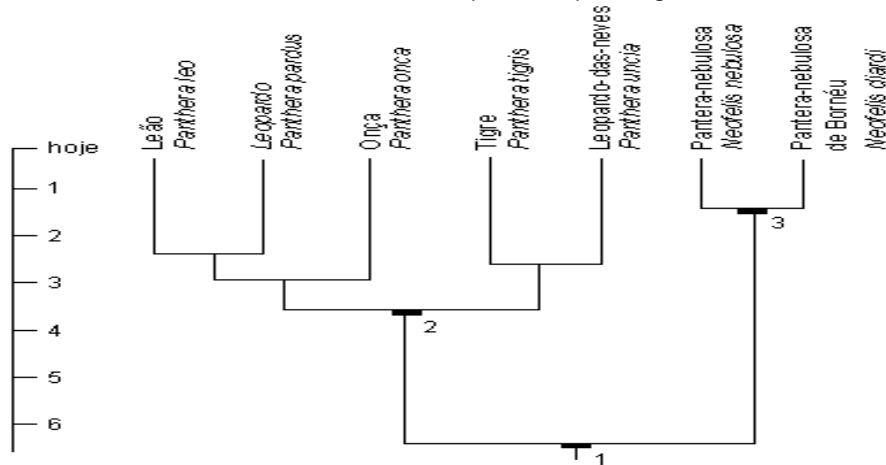 Leão
Panthera leo
Leopardo
Panthera pardus
Onça
Panthera onca
Tigre
Panthera tigris
Leopardo-das-neves
Panthera uncia
Pantera-nebulosa
Neofelis nebulosa
Pantera-nebulosa
de Bornéu
Neofelis diardi
hoje
1
2
3
4
5
6
3
2
1